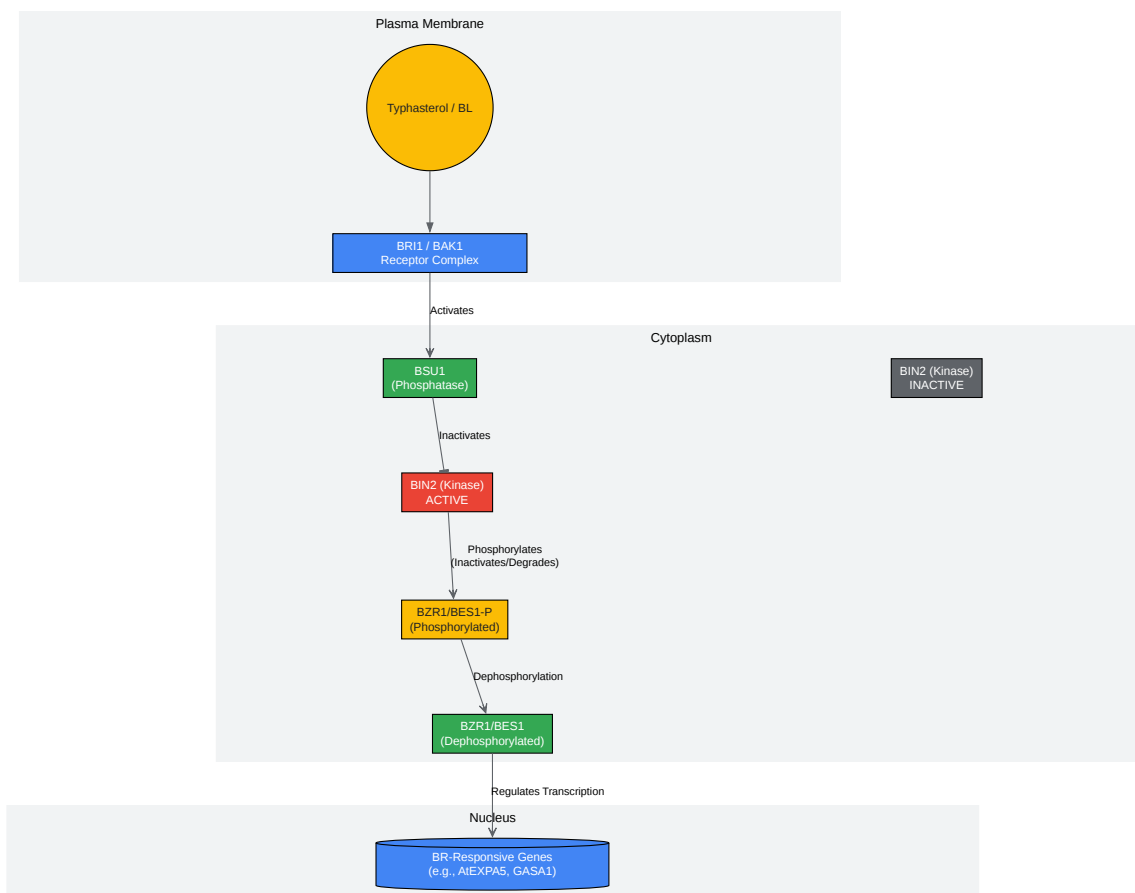 Plasma Membrane
Typhasterol / BL
BRI1 / BAK1
Receptor Complex
Activates
Cytoplasm
BSU1
(Phosphatase)
BIN2 (Kinase)
INACTIVE
Inactivates
BIN2 (Kinase)
ACTIVE
Phosphorylates
(Inactivates/Degrades)
BZR1/BES1-P
(Phosphorylated)
Dephosphorylation
BZR1/BES1
(Dephosphorylated)
Regulates Transcription
Nucleus
BR-Responsive Genes
(e.g., AtEXPA5, GASA1)